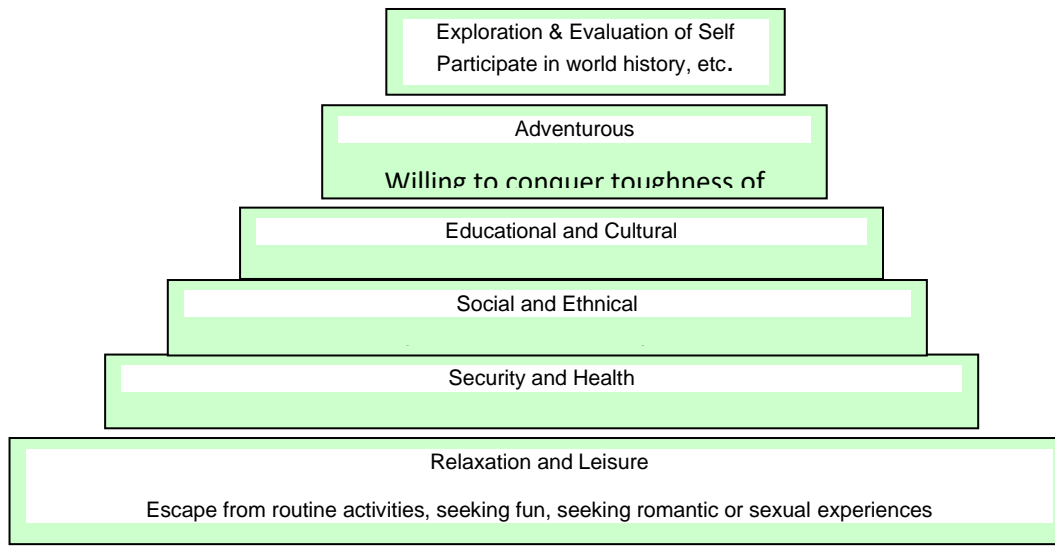 Exploration & Evaluation of Self
Participate in world history, etc.
Adventurous
Willing to conquer toughness of
Educational and Cultural
Social and Ethnical
Security and Health
Relaxation and Leisure
Escape from routine activities, seeking fun, seeking romantic or sexual experiences